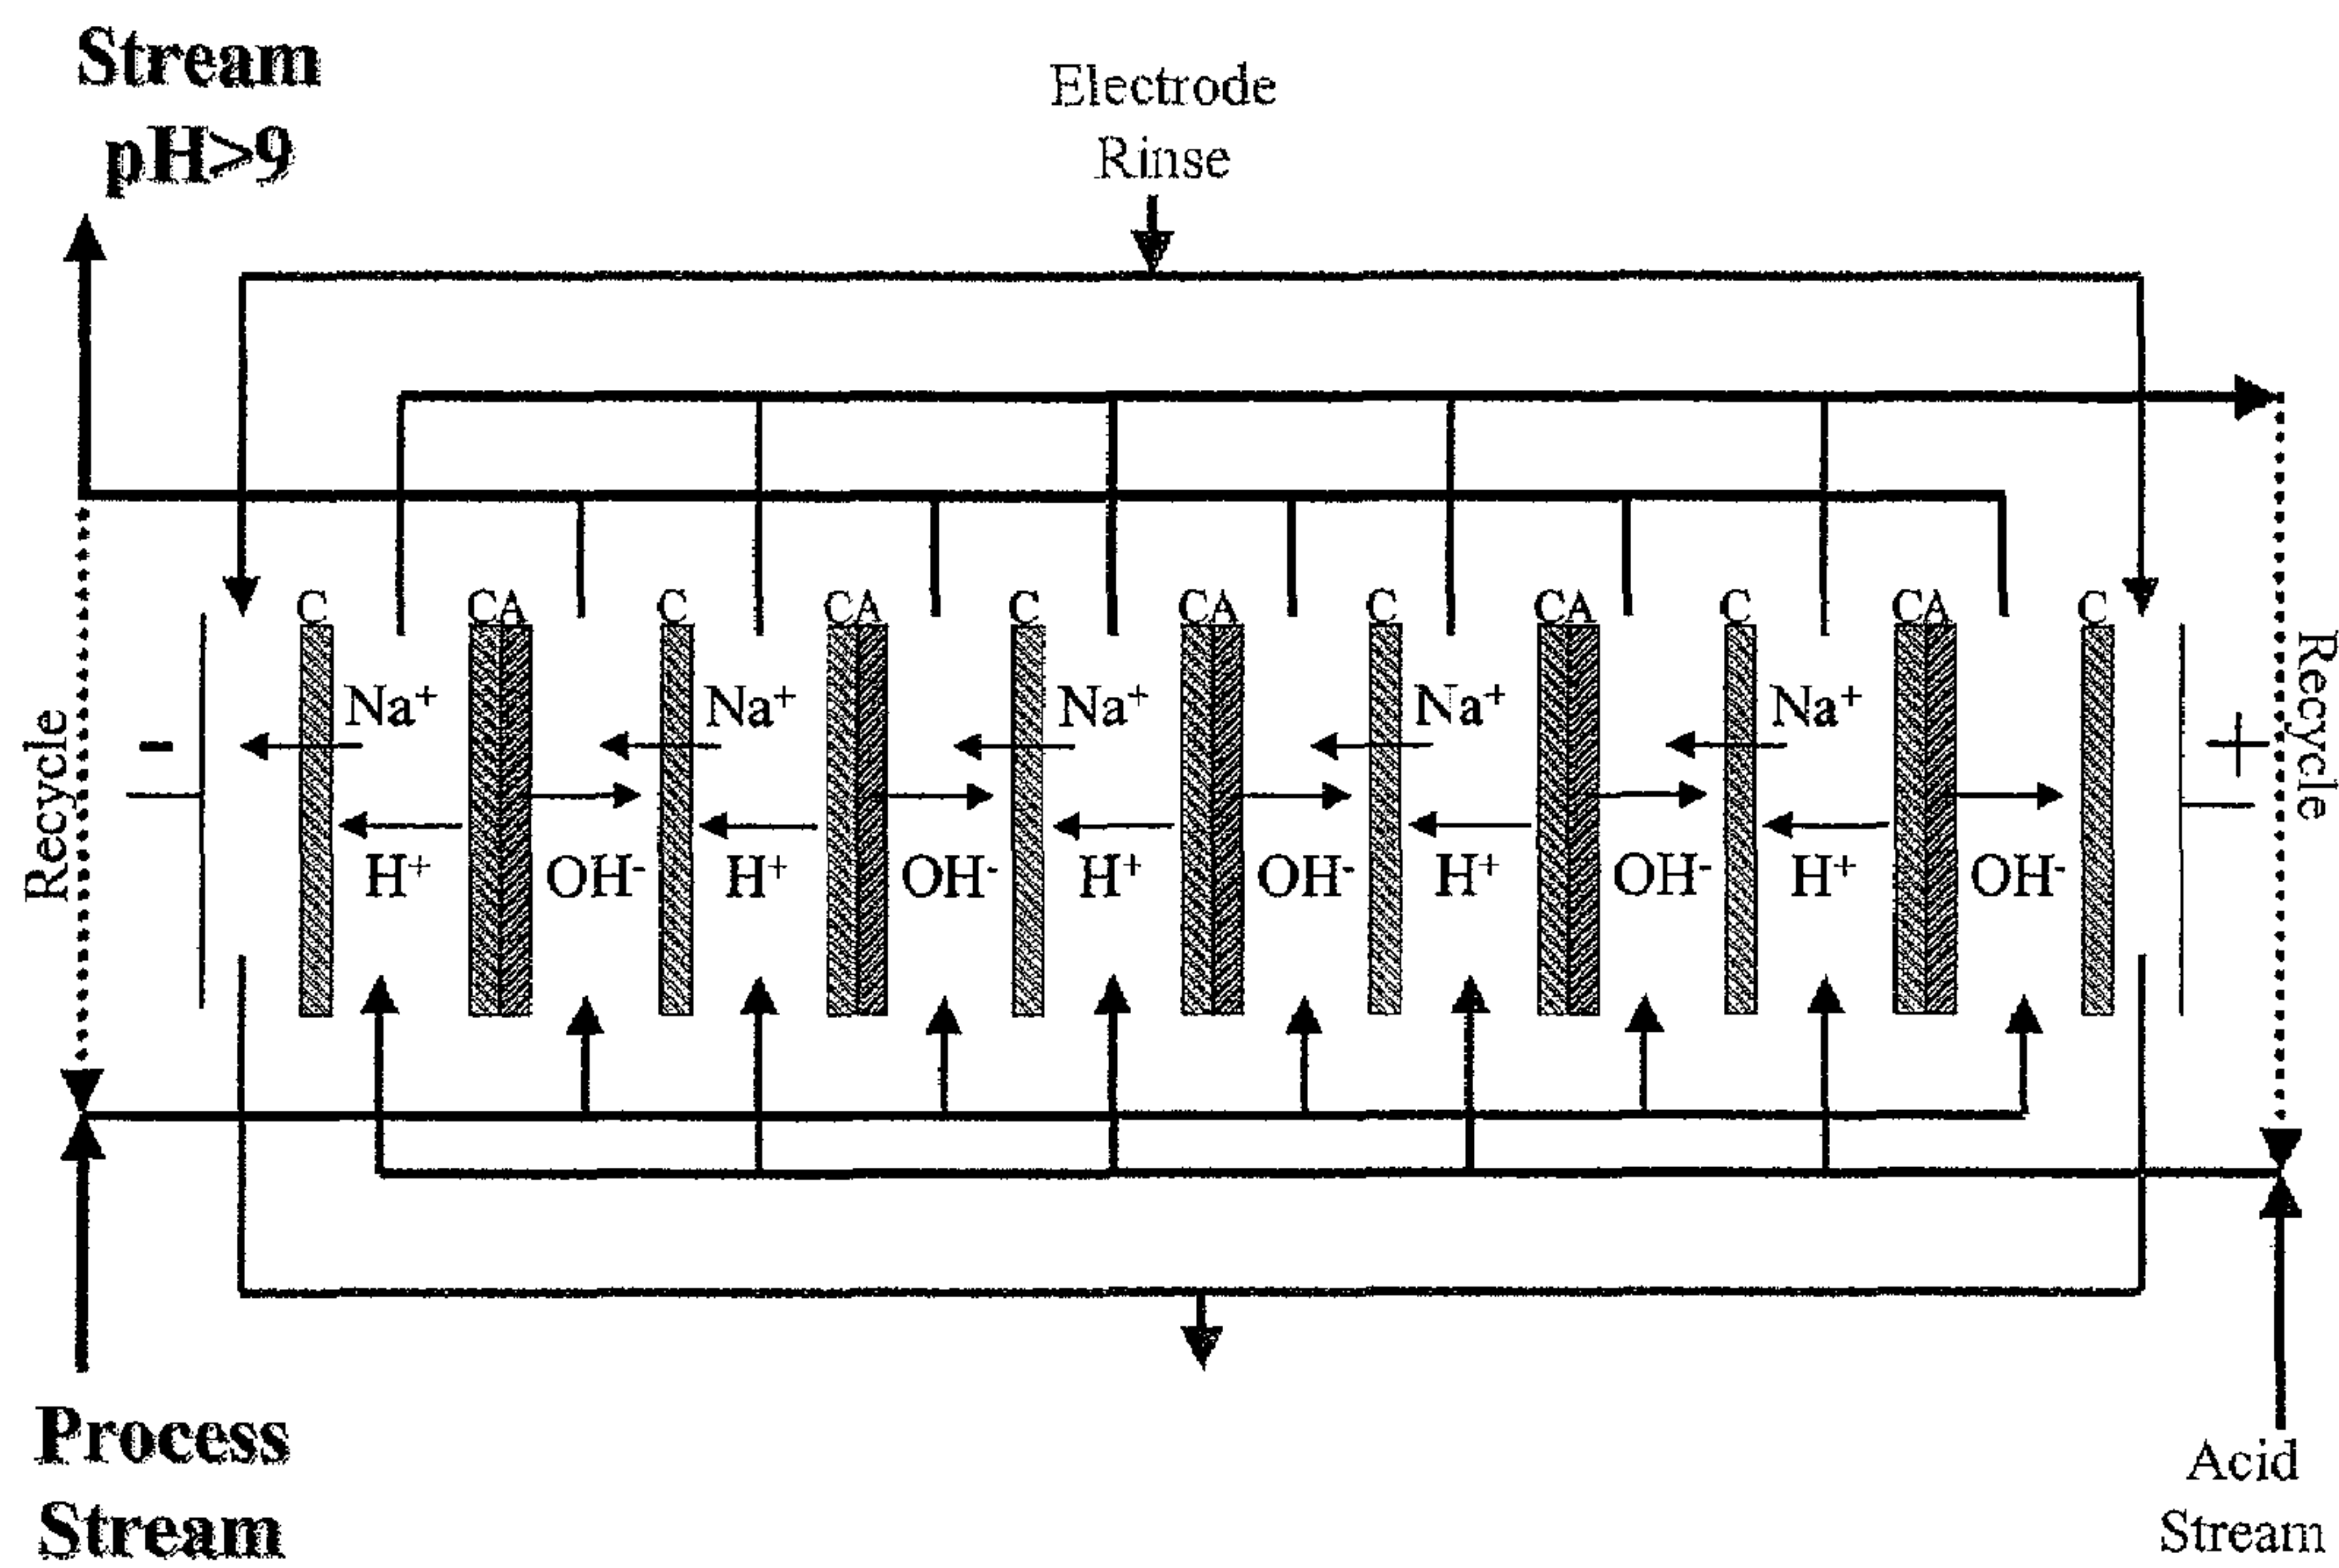 Stream
pH>9
Electrode
Rinse
C CA C CA C CA C CA C CA C
Na+ Na+ Na+ Na+ Na+
- +
Recycle
Recycle
H+ OH- H+ OH- H+ OH- H+ OH- H+ OH-
Process
Stream
Acid
Stream